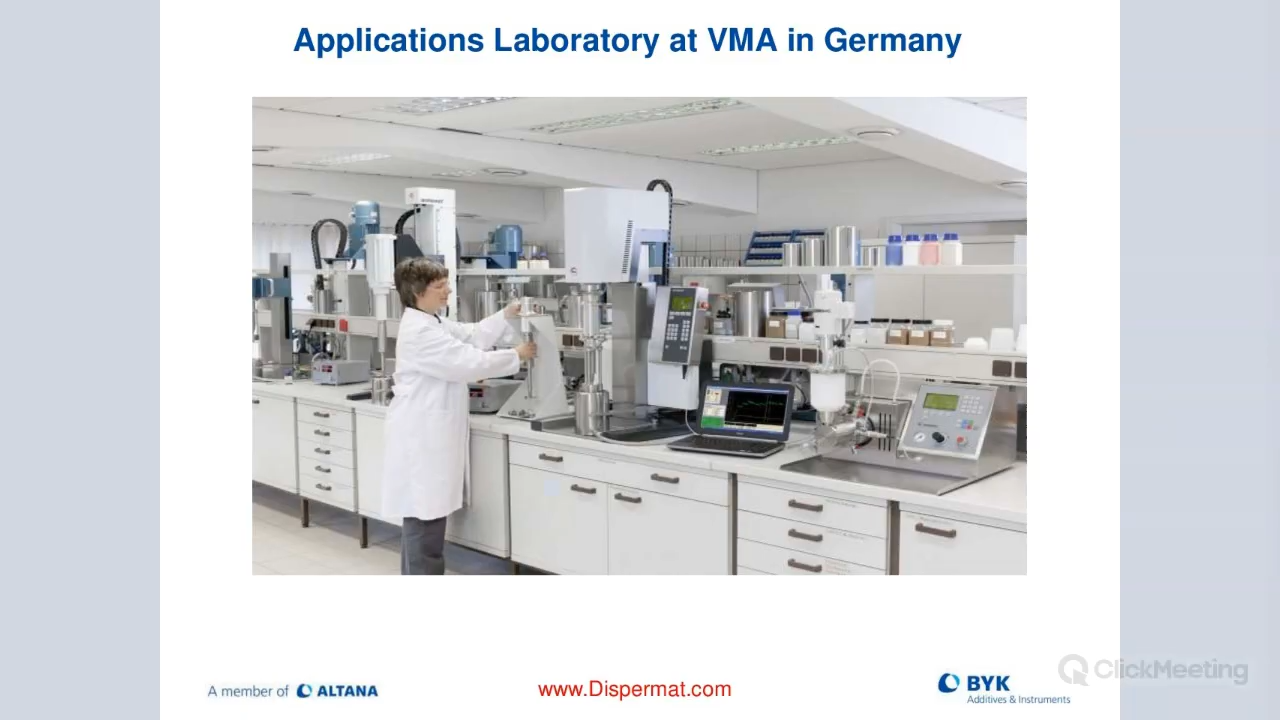 Applications Laboratory at VMA in Germany
A member of ALTANA
www.Dispermat.com
BYK
Additives & Instruments
ClickMeeting